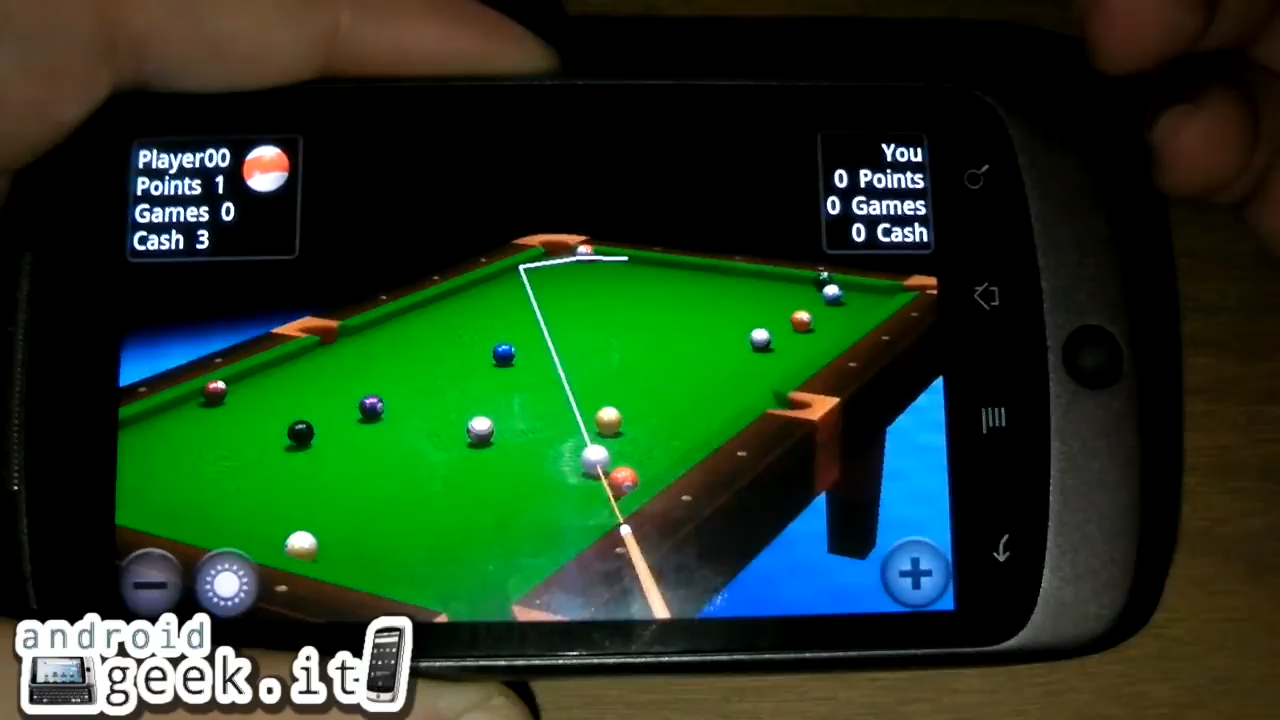 Player00
Points 1
Games 0
Cash 3
You
0 Points
0 Games
0 Cash
android
geek.it